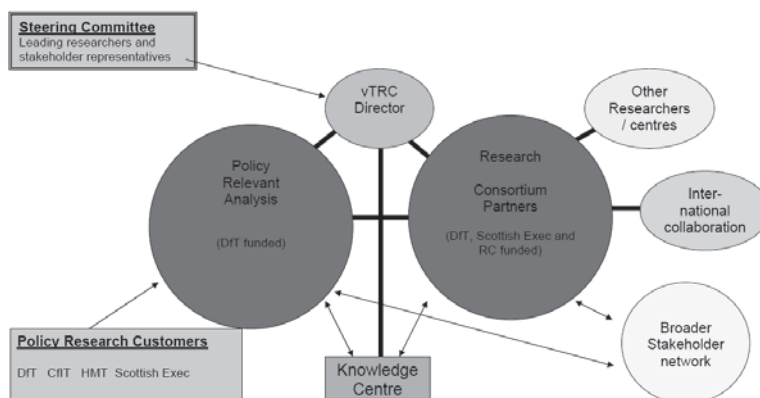 Steering Committee
Leading researchers and
stakeholder representatives
vTRC
Director
Other
Researchers
/ centres
Policy
Relevant
Analysis
(DfT funded)
Research
Consortium
Partners
(DfT, Scottish Exec and
RC funded)
Inter-
national
collaboration
Policy Research Customers
DfT CfIT HMT Scottish Exec
Knowledge
Centre
Broader
Stakeholder
network